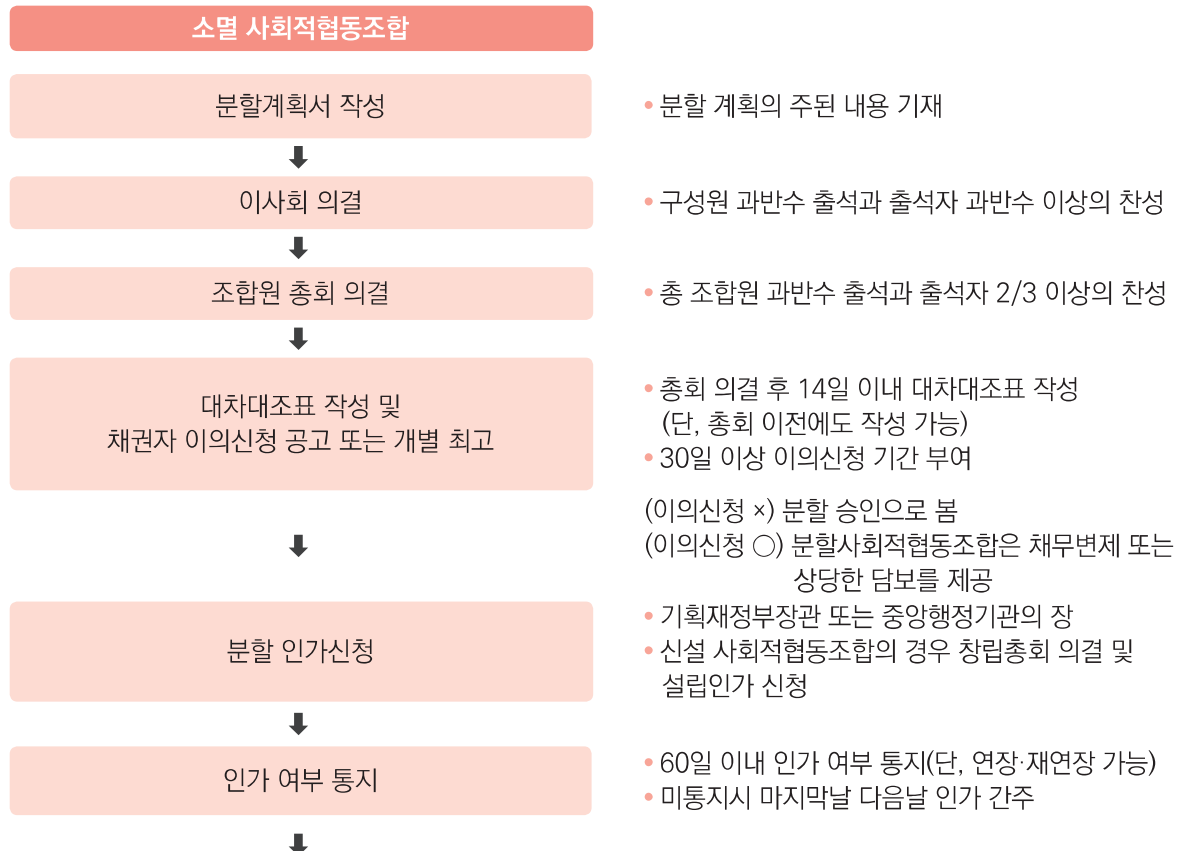 소멸 사회적협동조합
분할계획서 작성
• 분할 계획의 주된 내용 기재
이사회 의결
• 구성원 과반수 출석과 출석자 과반수 이상의 찬성
조합원 총회 의결
• 총 조합원 과반수 출석과 출석자 2/3 이상의 찬성
대차대조표 작성 및
채권자 이의신청 공고 또는 개별 최고
• 총회 의결 후 14일 이내 대차대조표 작성
(단, 총회 이전에도 작성 가능)
• 30일 이상 이의신청 기간 부여
(이의신청 ×) 분할 승인으로 봄
(이의신청 ○) 분할사회적협동조합은 채무변제 또는
상당한 담보를 제공
분할 인가신청
• 기획재정부장관 또는 중앙행정기관의 장
• 신설 사회적협동조합의 경우 창립총회 의결 및
설립인가 신청
인가 여부 통지
• 60일 이내 인가 여부 통지(단, 연장·재연장 가능)
• 미통지시 마지막날 다음날 인가 간주